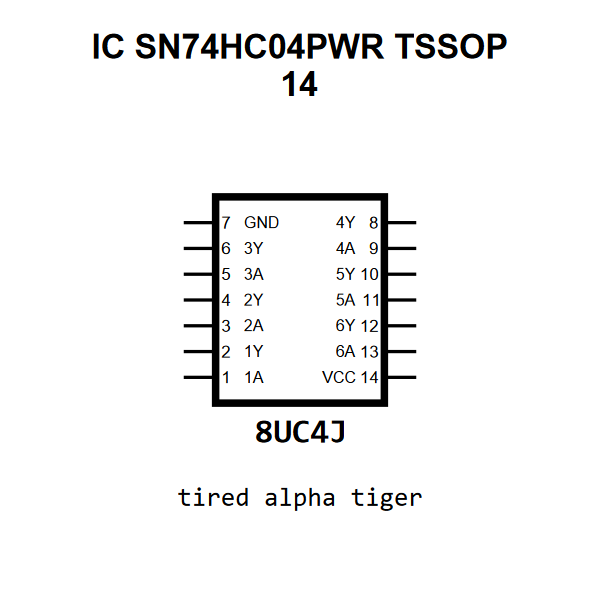 IC SN74HC04PWR TSSOP
14
7 GND 4Y 8
6 3Y 4A 9
5 3A 5Y 10
4 2Y 5A 11
3 2A 6Y 12
2 1Y 6A 13
1 1A VCC 14
8UC4J
tired alpha tiger